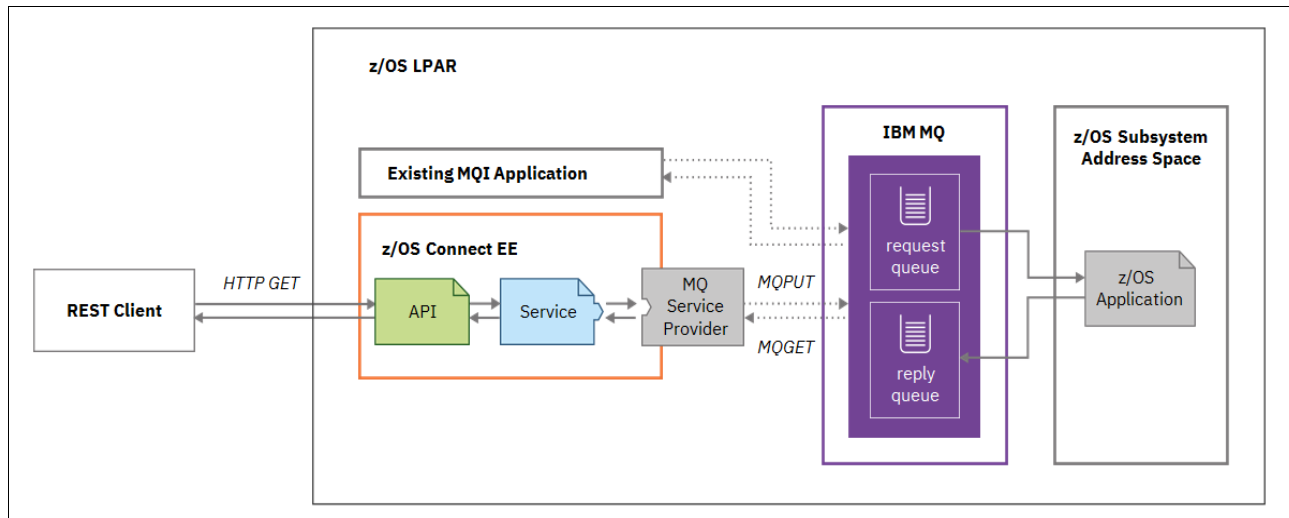 z/OS LPAR
IBM MQ
z/OS Subsystem
Address Space
Existing MQI Application
request
queue
z/OS Connect EE
REST Client
HTTP GET
API
Service
MQ
Service
Provider
MQPUT
MQGET
z/OS
Application
reply
queue